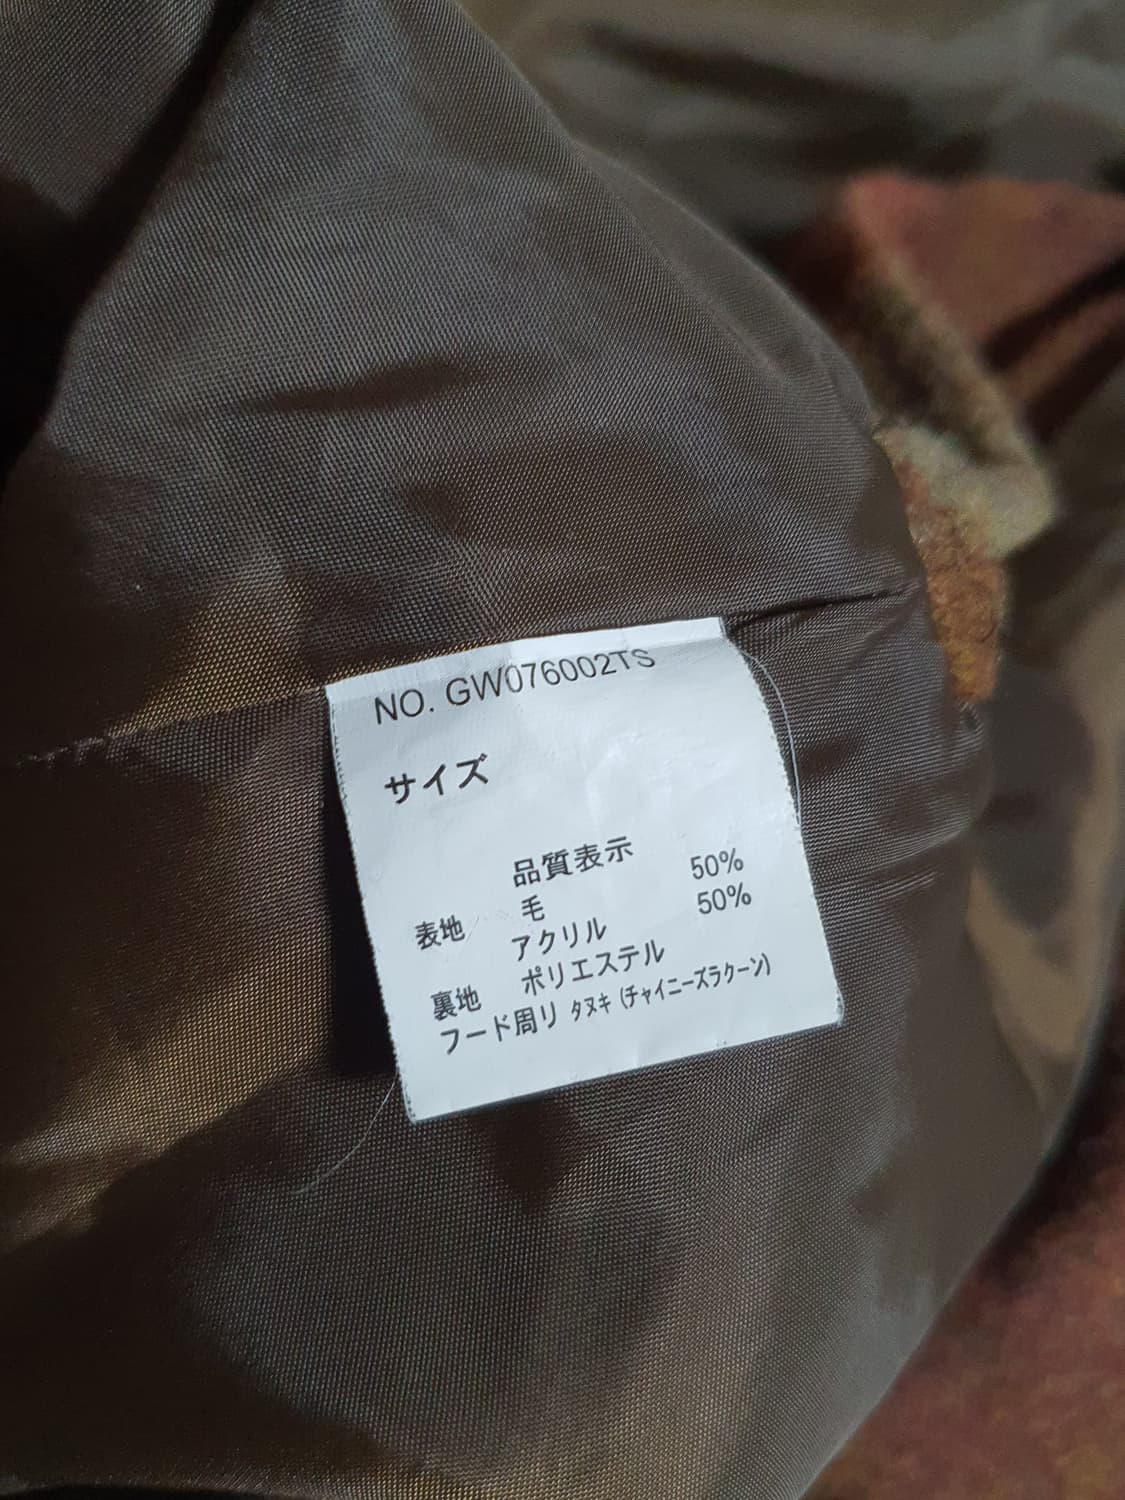 NO. GW076002TS
サイズ
品質表示
表地 毛 50%
アクリル 50%
裏地 ポリエステル
フード周り タヌキ (チャイニーズラクーン)